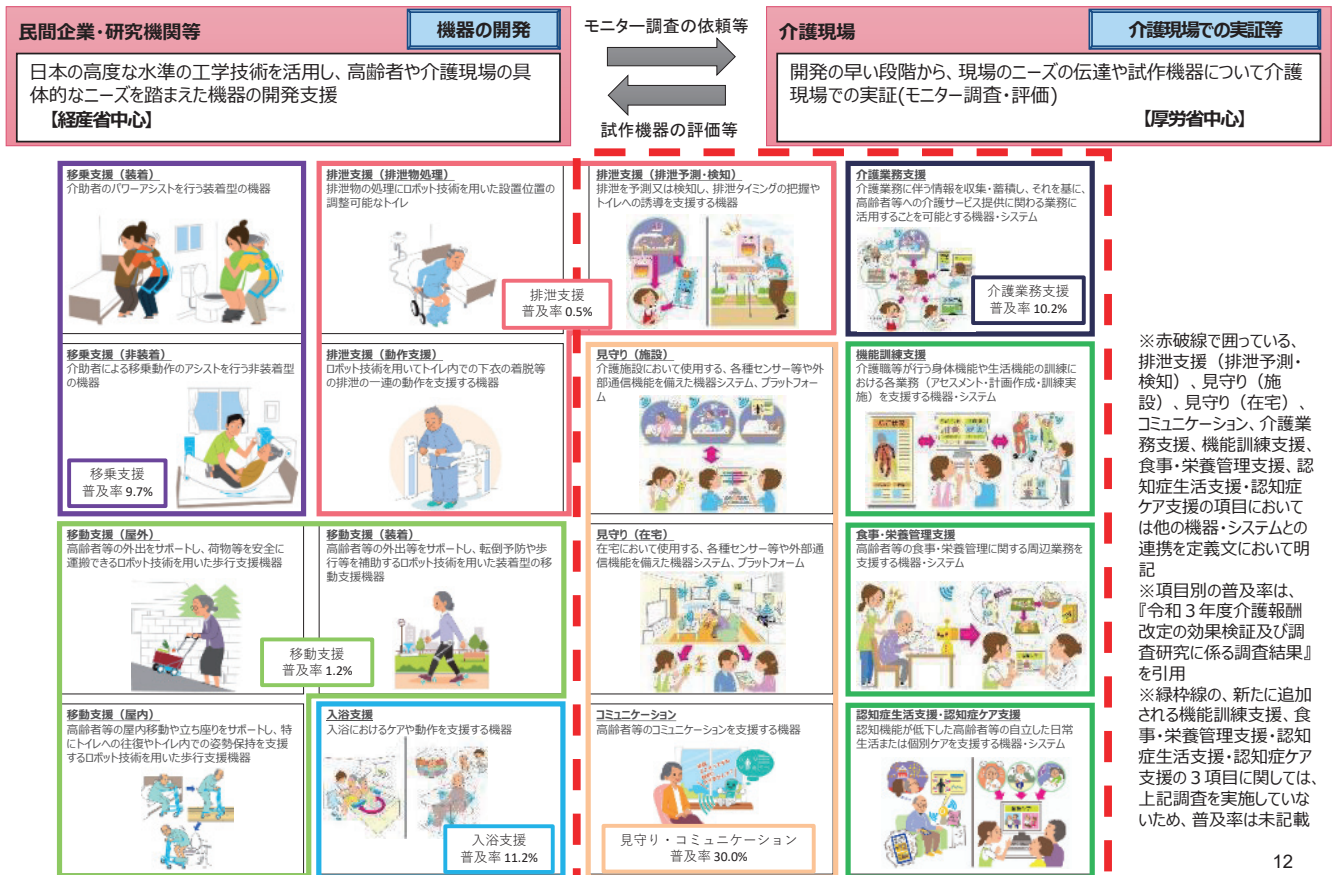 民間企業・研究機関等
機器の開発
日本の高度な水準の工学技術を活用し、高齢者や介護現場の具
体的なニーズを踏まえた機器の開発支援
【経産省中心】
モニター調査の依頼等
試作機器の評価等
介護現場
介護現場での実証等
開発の早い段階から、現場のニーズの伝達や試作機器について介護
現場での実証(モニター調査・評価)
【厚労省中心】
移乗支援（装着）
介助者のパワーアシストを行う装着型の機器
排泄支援（排泄物処理）
排泄物の処理にロボット技術を用いた設置位置の
調整可能なトイレ
排泄支援（排泄予測・検知）
排泄を予測又は検知し、排泄タイミングの把握や
トイレへの誘導を支援する機器
介護業務支援
介護業務に伴う情報を収集・蓄積し、それを基に、
高齢者等への介護サービス提供に関わる業務に
活用することを可能とする機器・システム
排泄支援
普及率 0.5%
介護業務支援
普及率 10.2%
移乗支援（非装着）
介助者による移乗動作のアシストを行う非装着型
の機器
移乗支援
普及率 9.7%
排泄支援（動作支援）
ロボット技術を用いてトイレ内での下衣の着脱等
の排泄の一連の動作を支援する機器
見守り（施設）
介護施設において使用する、各種センサー等や外
部通信機能を備えた機器システム、プラットフォー
ム
機能訓練支援
介護職等が行う身体機能や生活機能の訓練に
おける各業務（アセスメント・計画作成・訓練実
施）を支援する機器・システム
移動支援（屋外）
高齢者等の外出をサポートし、荷物等を安全に
運搬できるロボット技術を用いた歩行支援機器
移動支援（装着）
高齢者等の外出等をサポートし、転倒予防や歩
行等を補助するロボット技術を用いた装着型の移
動支援機器
移動支援
普及率 1.2%
見守り（在宅）
在宅において使用する、各種センサー等や外部通
信機能を備えた機器システム、プラットフォーム
食事・栄養管理支援
高齢者等の食事・栄養管理に関する周辺業務を
支援する機器・システム
移動支援（屋内）
高齢者等の屋内移動や立ち座りをサポートし、特
にトイレへの往復やトイレ内での姿勢保持を支援
するロボット技術を用いた歩行支援機器
入浴支援
入浴におけるケアや動作を支援する機器
入浴支援
普及率 11.2%
コミュニケーション
高齢者等のコミュニケーションを支援する機器
見守り・コミュニケーション
普及率 30.0%
認知症生活支援・認知症ケア支援
認知機能が低下した高齢者等の自立した日常
生活または個別ケアを支援する機器・システム
※赤破線で囲っている、
排泄支援（排泄予測・
検知）、見守り（施
設）、見守り（在宅）、
コミュニケーション、介護業
務支援、機能訓練支援、
食事・栄養管理支援、認
知症生活支援・認知症
ケア支援の項目において
は他の機器・システムとの
連携を定義文において明
記
※項目別の普及率は、
『令和３年度介護報酬
改定の効果検証及び調
査研究に係る調査結果』
を引用
※緑枠線の、新たに追加
される機能訓練支援、食
事・栄養管理支援・認知
症生活支援・認知症ケア
支援の３項目に関しては、
上記調査を実施していな
いため、普及率は未記載
12